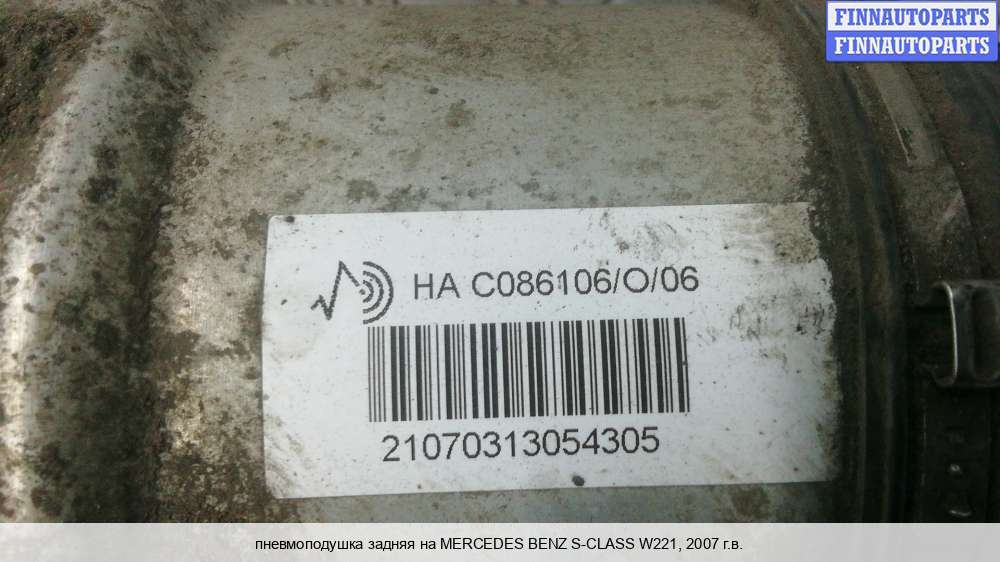 FINNAUTOPARTS
FINNAUTOPARTS
HA C086106/O/06
21070313054305
пневмоподушка задняя на MERCEDES BENZ S-CLASS W221, 2007 г.в.